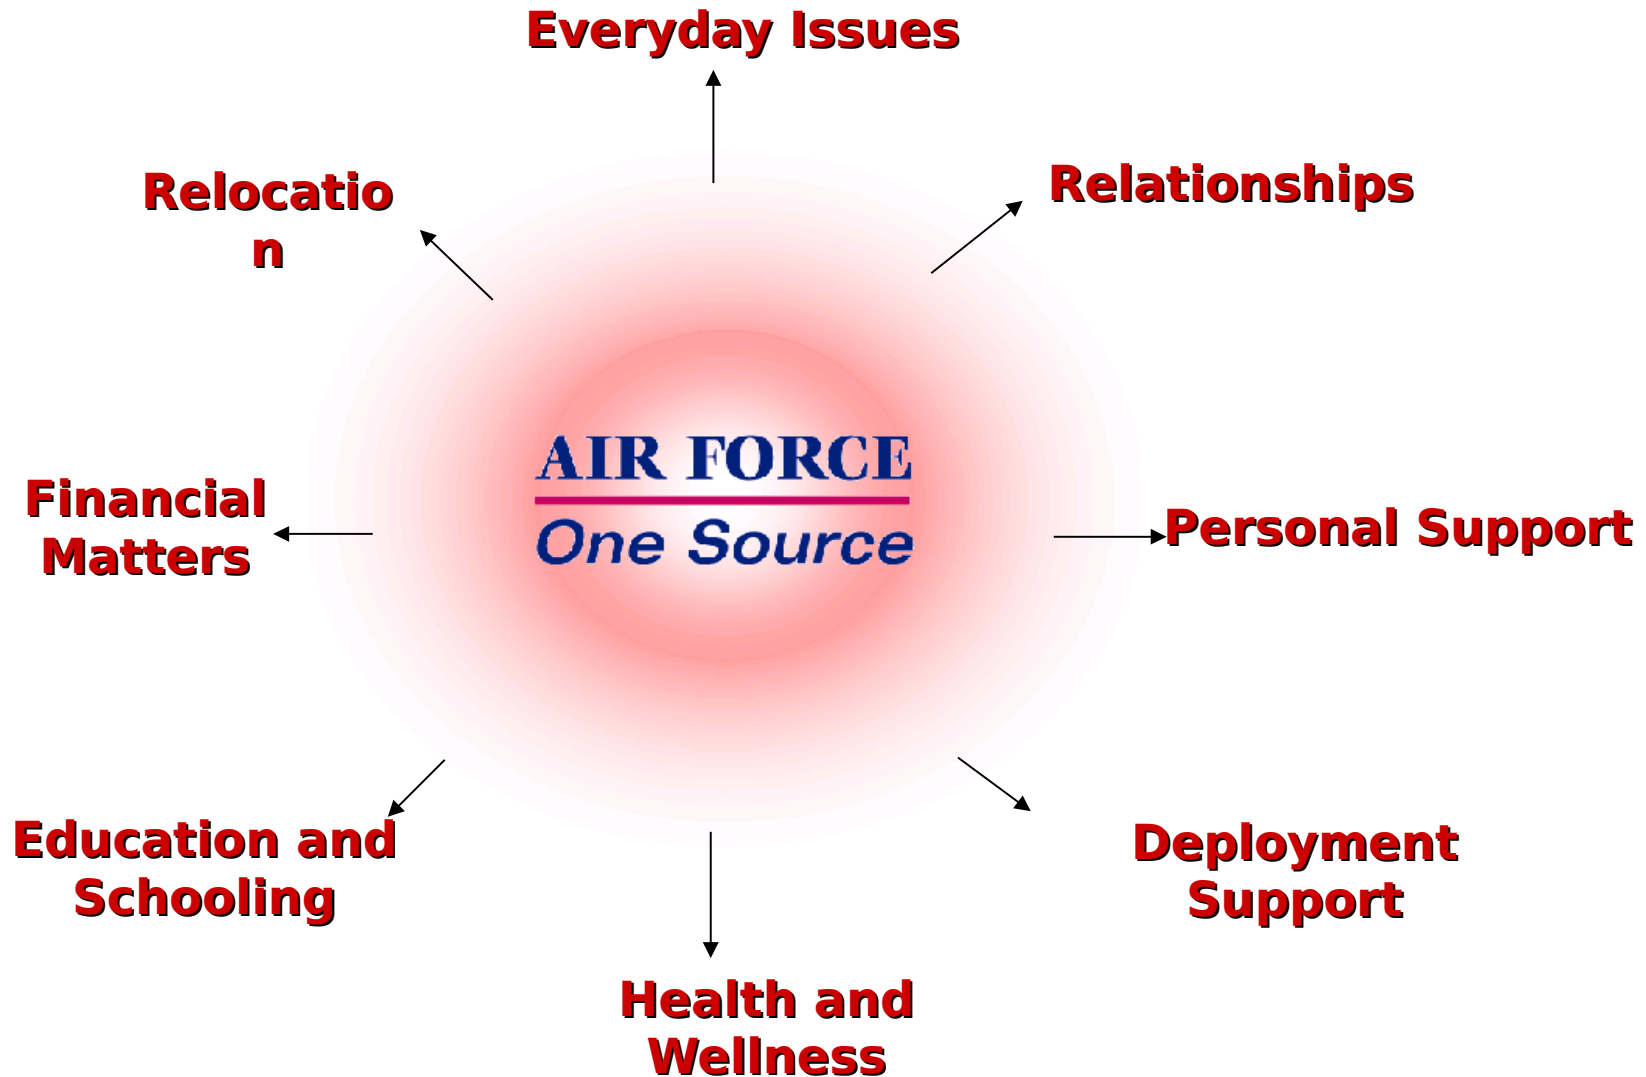 Everyday Issues
Relocatio
n
Relationships
AIR FORCE
One Source
Financial
Matters
Personal Support
Education and
Schooling
Deployment
Support
Health and
Wellness